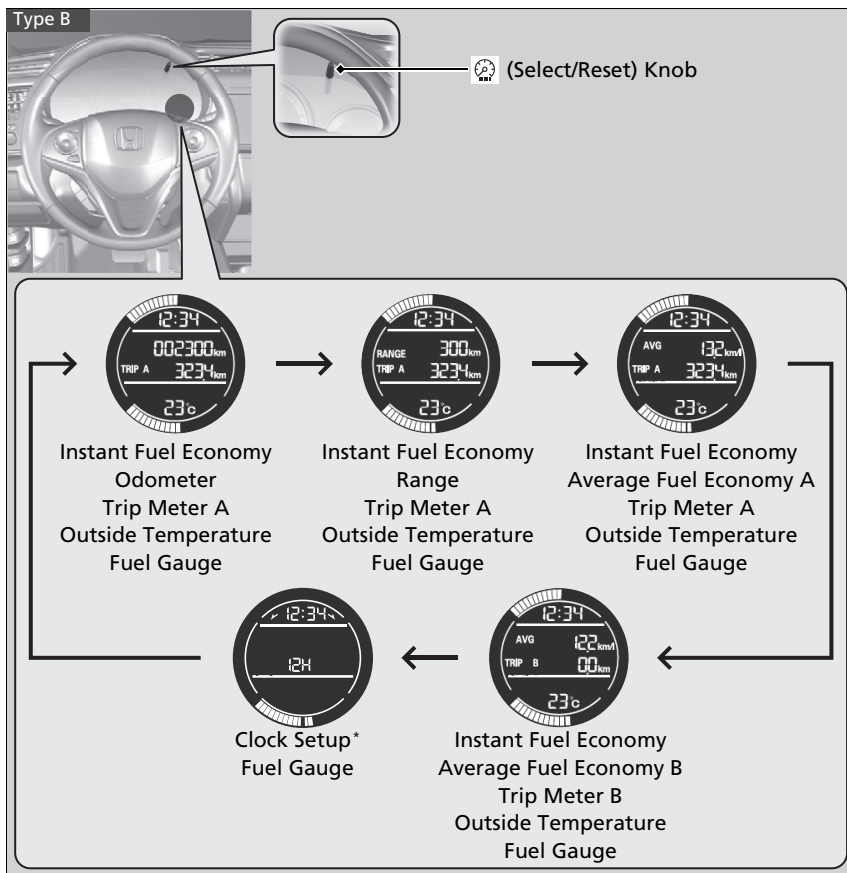 Type B
(Select/Reset) Knob
12:34
002300km
TRIP A 323.4km
23°c
Instant Fuel Economy
Odometer
Trip Meter A
Outside Temperature
Fuel Gauge
12:34
RANGE 300km
TRIP A 323.4km
23°c
Instant Fuel Economy
Range
Trip Meter A
Outside Temperature
Fuel Gauge
12:34
AVG 13.2km/l
TRIP A 323.4km
23°c
Instant Fuel Economy
Average Fuel Economy A
Trip Meter A
Outside Temperature
Fuel Gauge
12:34
12H
Clock Setup*
Fuel Gauge
12:34
AVG 12.2km/l
TRIP B 0.0km
23°c
Instant Fuel Economy
Average Fuel Economy B
Trip Meter B
Outside Temperature
Fuel Gauge